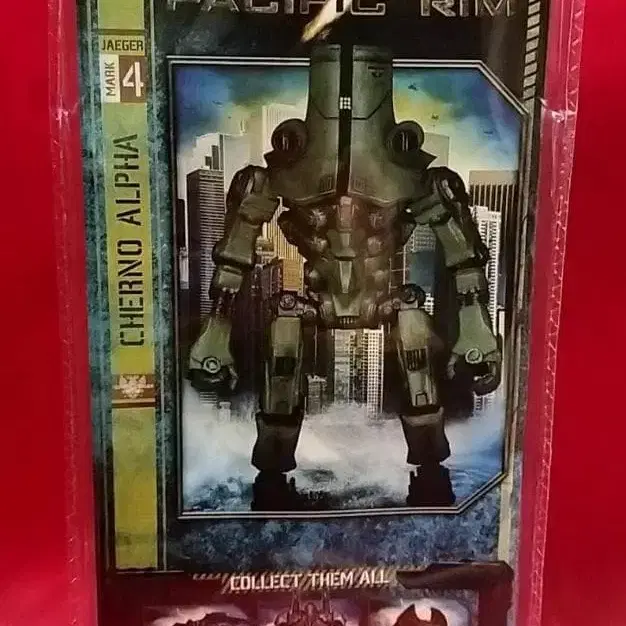 PACIFIC RIM
JAEGER
MARK 4
CHERNO ALPHA
COLLECT THEM ALL